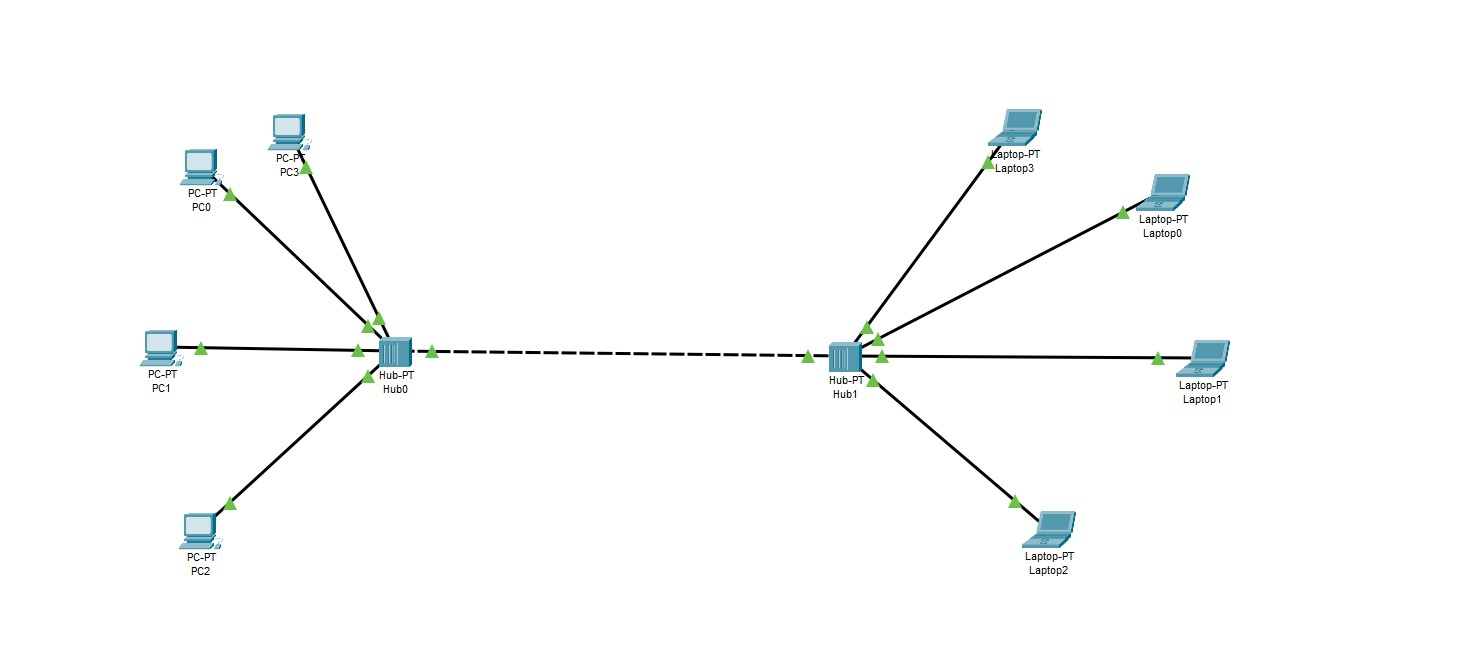 PC-PT
PC3
PC-PT
PC0
PC-PT
PC1
PC-PT
PC2
Hub-PT
Hub0
Hub-PT
Hub1
Laptop-PT
Laptop3
Laptop-PT
Laptop0
Laptop-PT
Laptop1
Laptop-PT
Laptop2